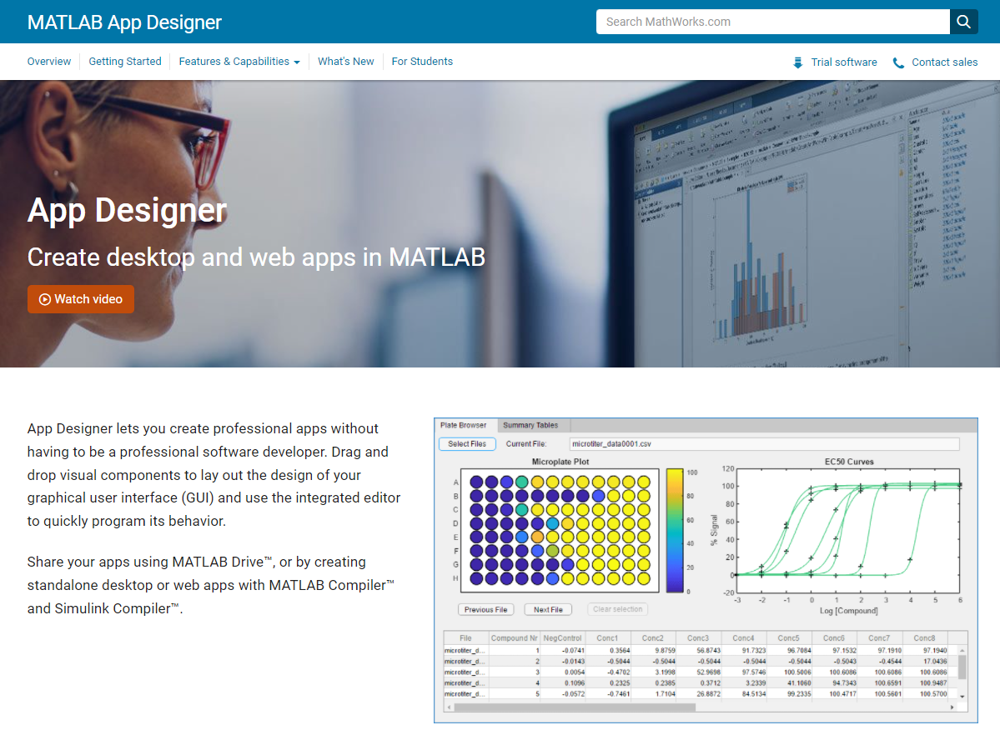 MATLAB App Designer
Search MathWorks.com
Overview
Getting Started
Features & Capabilities
What's New
For Students
Trial software
Contact sales
App Designer
Create desktop and web apps in MATLAB
Watch video
App Designer lets you create professional apps without
having to be a professional software developer. Drag and
drop visual components to lay out the design of your
graphical user interface (GUI) and use the integrated editor
to quickly program its behavior.
Share your apps using MATLAB Drive™, or by creating
standalone desktop or web apps with MATLAB Compiler™
and Simulink Compiler™.
Plate Browser Summary Tables
Select Files Current File: microtiter_data0001.csv
Microplate Plot
A
B
C
D
E
F
G
H
100
80
60
40
20
0
EC50 Curves
% Signal
120
100
80
60
40
20
0
-20
-3 -2 -1 0 1 2 3 4 5 6
Log [Compound]
Previous File Next File Clear selection
File Compound Nr NegControl Conc1 Conc2 Conc3 Conc4 Conc5 Conc6 Conc7 Conc8
microtiter_d... 1 -0.0741 0.3564 9.8759 56.8743 91.7323 96.7084 97.1532 97.1910 97.1940
microtiter_d... 2 -0.0143 -0.5044 -0.5044 -0.5044 -0.5044 -0.5044 -0.5043 -0.4544 17.0436
microtiter_d... 3 0.0054 -0.4702 3.1998 52.9698 97.5746 100.5006 100.6086 100.6086 100.6086
microtiter_d... 4 0.1096 0.2325 0.2385 0.3712 3.2339 41.1060 94.7343 100.6591 100.9487
microtiter_d... 5 -0.0572 -0.7461 1.7104 26.8872 84.5134 99.2335 100.4717 100.5601 100.5700